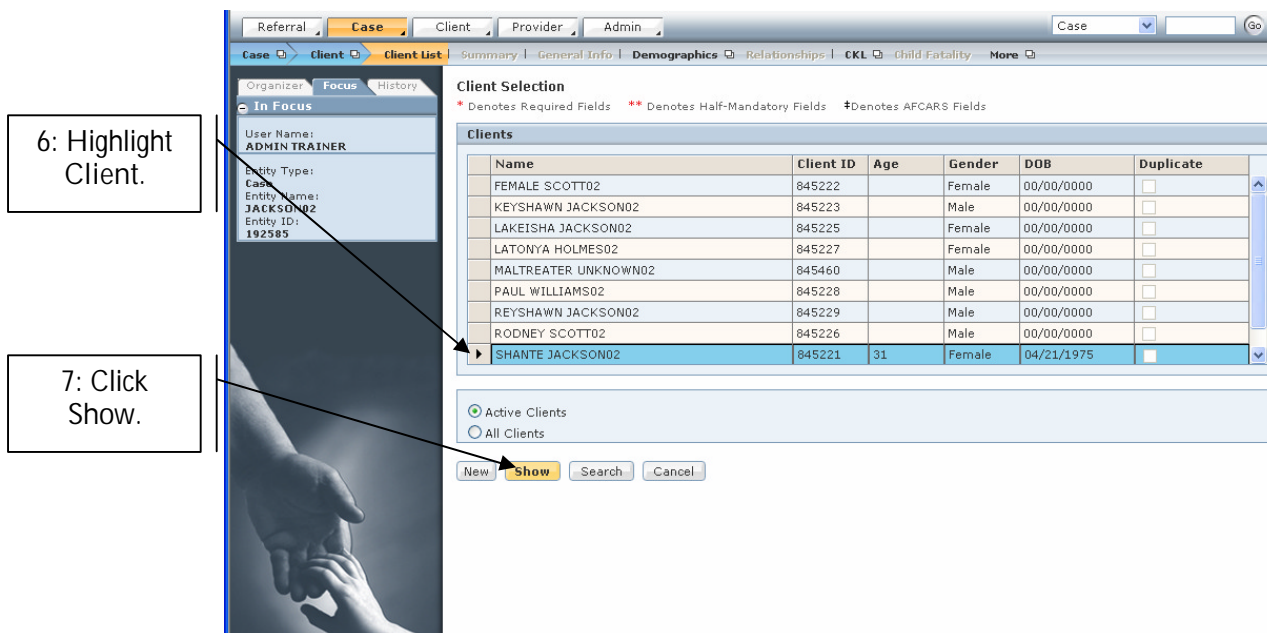 Referral Case Client Provider Admin Case Go
Case Client Client List Summary General Info Demographics Relationships CKL Child Fatality More
Organizer Focus History
In Focus
User Name:
ADMIN TRAINER
Entity Type:
Case
Entity Name:
JACKSON02
Entity ID:
192585
6: Highlight
Client.
7: Click
Show.
Client Selection
* Denotes Required Fields ** Denotes Half-Mandatory Fields ‡Denotes AFCARS Fields
Clients
Name Client ID Age Gender DOB Duplicate
FEMALE SCOTT02 845222 Female 00/00/0000
KEYSHAWN JACKSON02 845223 Male 00/00/0000
LAKEISHA JACKSON02 845225 Female 00/00/0000
LATONYA HOLMES02 845227 Female 00/00/0000
MALTREATER UNKNOWN02 845460 Male 00/00/0000
PAUL WILLIAMS02 845228 Male 00/00/0000
REYSHAWN JACKSON02 845229 Male 00/00/0000
RODNEY SCOTT02 845226 Male 00/00/0000
SHANTE JACKSON02 845221 31 Female 04/21/1975
Active Clients
All Clients
New Show Search Cancel